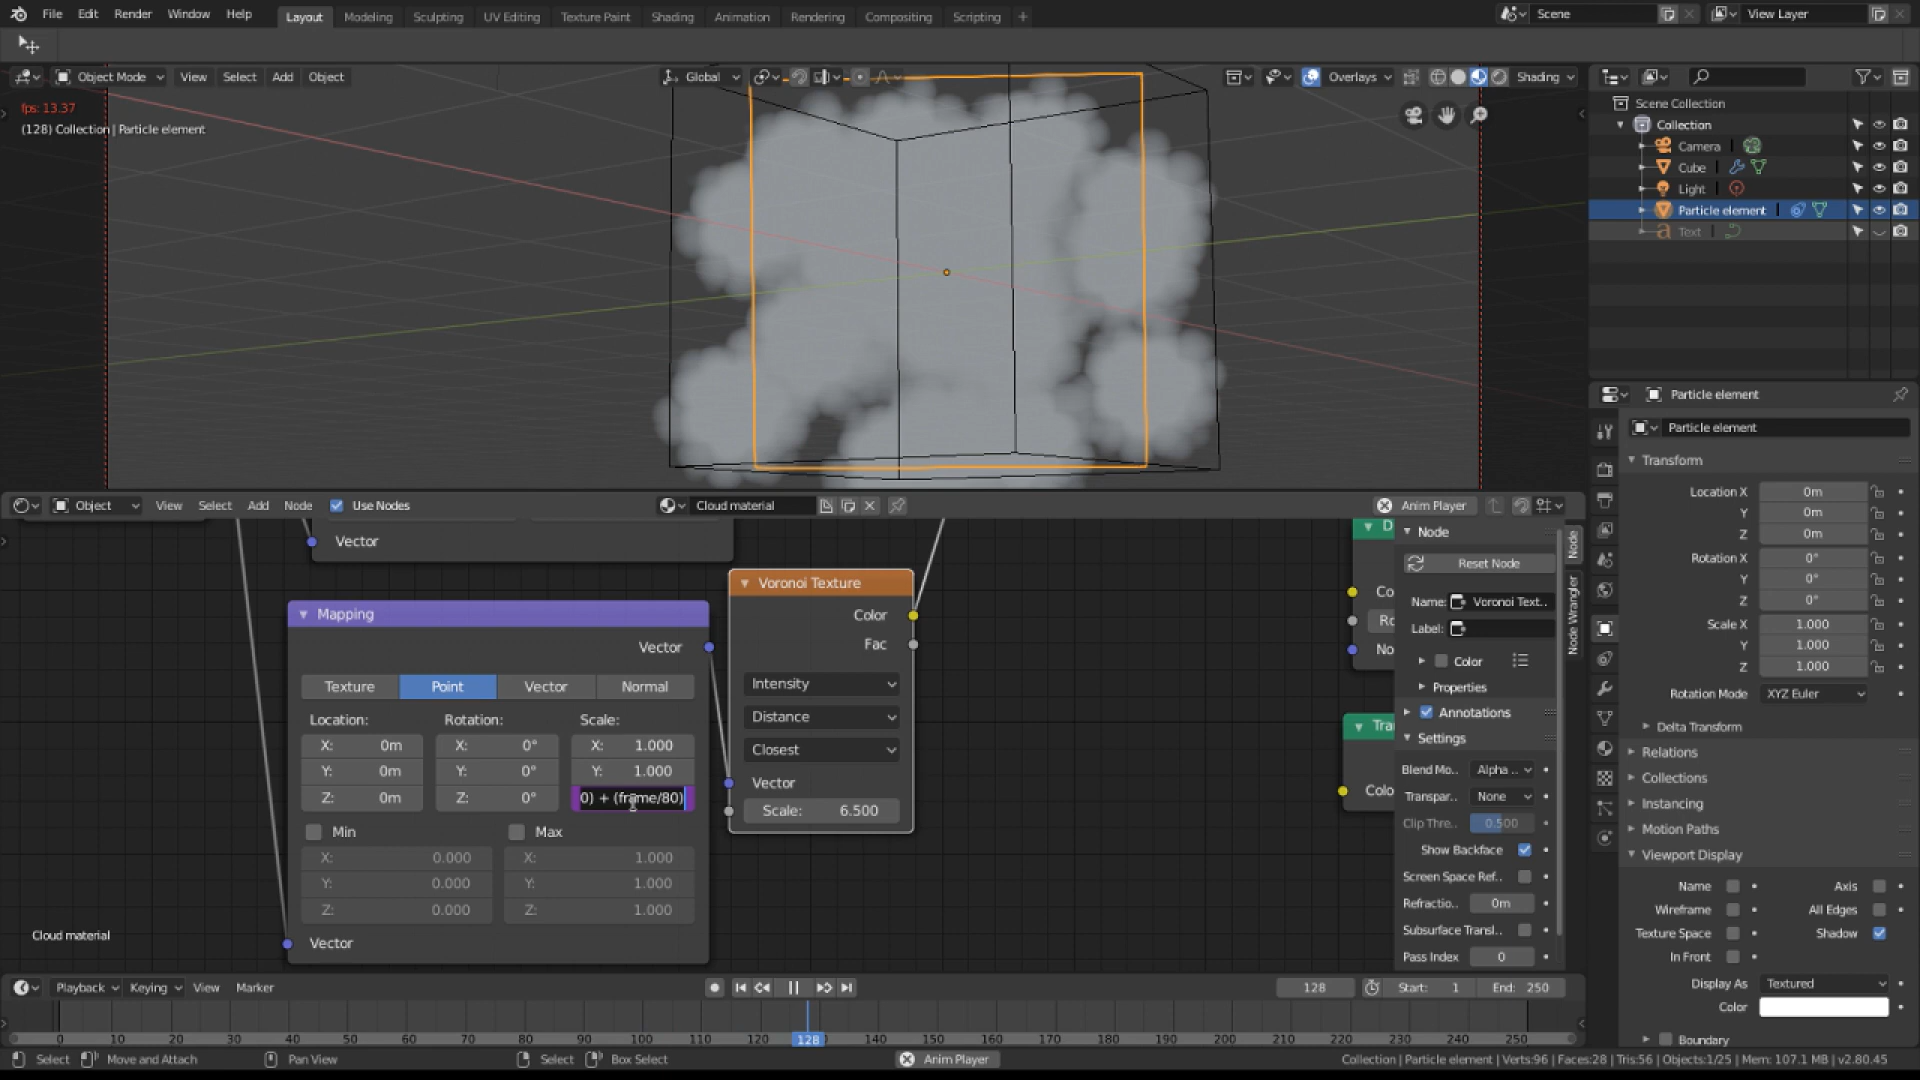 File Edit Render Window Help
Layout Modeling Sculpting UV Editing Texture Paint Shading Animation Rendering Compositing Scripting +
Scene
View Layer
Object Mode View Select Add Object
Global
Overlays
Shading
fps: 13.37
(128) Collection | Particle element
Scene Collection
Collection
Camera
Cube
Light
Particle element
Text
Particle element
Particle element
Transform
Location X 0m
Y 0m
Z 0m
Rotation X 0°
Y 0°
Z 0°
Scale X 1.000
Y 1.000
Z 1.000
Rotation Mode XYZ Euler
Delta Transform
Relations
Collections
Instancing
Motion Paths
Viewport Display
Name Axis
Wireframe All Edges
Texture Space Shadow
In Front
Display As Textured
Color
Boundary
Object View Select Add Node Use Nodes
Cloud material
Anim Player
Vector
Mapping
Vector
Texture Point Vector Normal
Location: Rotation: Scale:
X: 0m X: 0° X: 1.000
Y: 0m Y: 0° Y: 1.000
Z: 0m Z: 0° 0) + (frame/80)
Min Max
X: 0.000 X: 1.000
Y: 0.000 Y: 1.000
Z: 0.000 Z: 1.000
Vector
Cloud material
Voronoi Texture
Color
Fac
Intensity
Distance
Closest
Vector
Scale: 6.500
D
Co
Ro
No
Tra
Colo
Node
Reset Node
Name: Voronoi Text..
Label:
Color
Properties
Annotations
Settings
Blend Mo.. Alpha ..
Transpar.. None
Clip Thre.. 0.500
Show Backface
Screen Space Ref..
Refractio.. 0m
Subsurface Transl..
Pass Index 0
Node
Node Wrangler
Playback Keying View Marker
128
Start: 1 End: 250
0 10 20 30 40 50 60 70 80 90 100 110 120 128 140 150 160 170 180 190 200 210 220 230 240 250
Select Move and Attach Pan View Select Box Select Anim Player
Collection | Particle element | Verts:96 | Faces:28 | Tris:56 | Objects:1/25 | Mem: 107.1 MB | v2.80.45